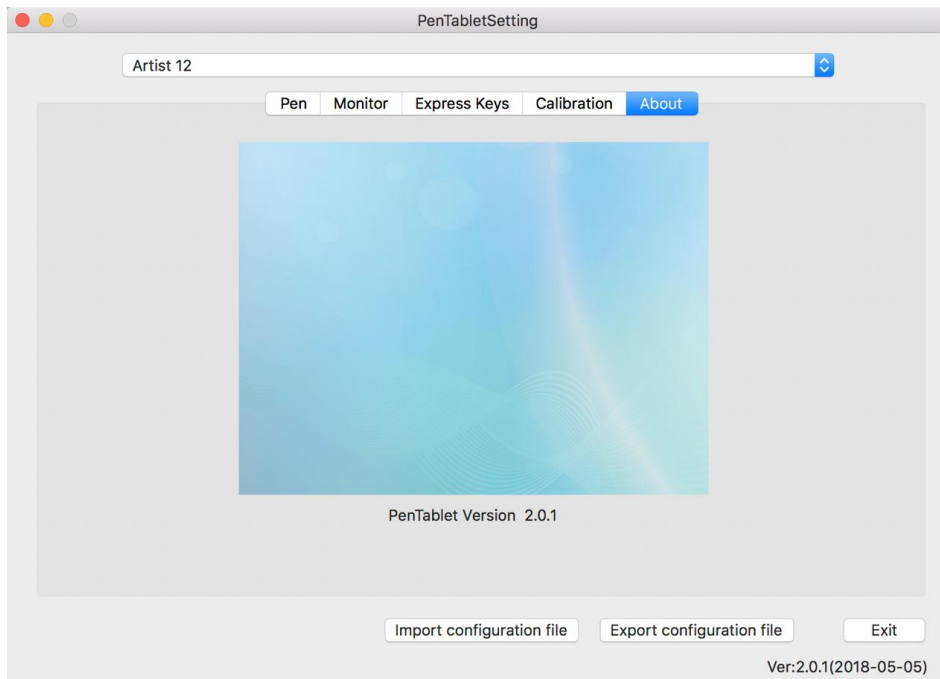 PenTabletSetting
Artist 12
Pen Monitor Express Keys Calibration About
PenTablet Version 2.0.1
Import configuration file Export configuration file Exit
Ver:2.0.1(2018-05-05)